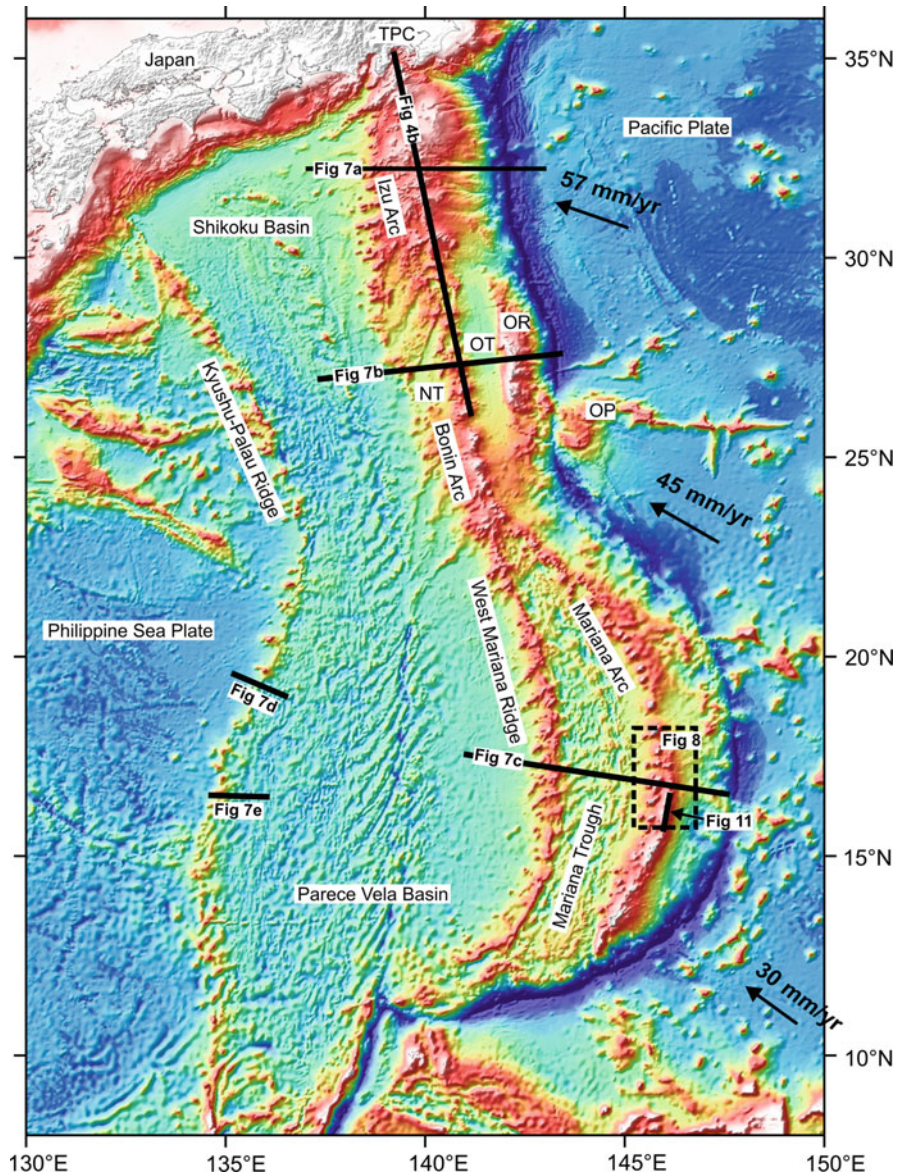 TPC
Japan
35°N
Fig 4b
Pacific Plate
Fig 7a
57 mm/yr
Izu Arc
Shikoku Basin
30°N
OR
OT
Fig 7b
NT
Kyushu-Palau Ridge
OP
Bonin Arc
25°N
45 mm/yr
West Mariana Ridge
Mariana Arc
Philippine Sea Plate
20°N
Fig 7d
Fig 8
Fig 7c
Fig 7e
Fig 11
Mariana Trough
15°N
Parece Vela Basin
30 mm/yr
10°N
130°E
135°E
140°E
145°E
150°E